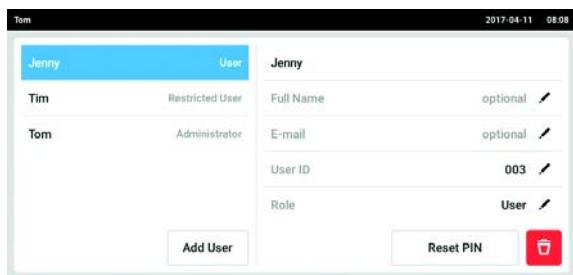 Tom 2017-04-11 08:08
Jenny User
Tim Restricted User
Tom Administrator
Add User
Jenny
Full Name optional
E-mail optional
User ID 003
Role User
Reset PIN